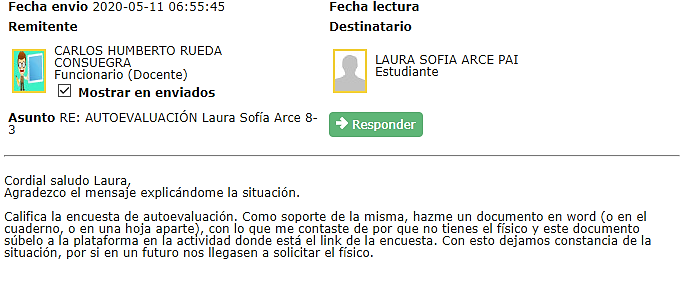 Fecha envio 2020-05-11 06:55:45
Fecha lectura
Remitente
Destinatario
CARLOS HUMBERTO RUEDA
CONSUEGRA
Funcionario (Docente)
Mostrar en enviados
LAURA SOFIA ARCE PAI
Estudiante
Asunto RE: AUTOEVALUACIÓN Laura Sofía Arce 8-
3
Responder
Cordial saludo Laura,
Agradezco el mensaje explicándome la situación.
Califica la encuesta de autoevaluación. Como soporte de la misma, hazme un documento en word (o en el
cuaderno, o en una hoja aparte), con lo que me contaste de por que no tienes el físico y este documento
súbelo a la plataforma en la actividad donde está el link de la encuesta. Con esto dejamos constancia de la
situación, por si en un futuro nos llegasen a solicitar el físico.